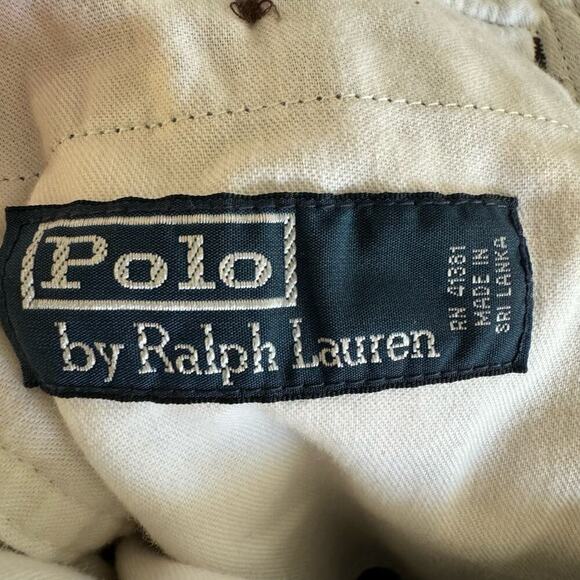 Polo
by Ralph Lauren
RN 41381
MADE IN
SRI LANKA